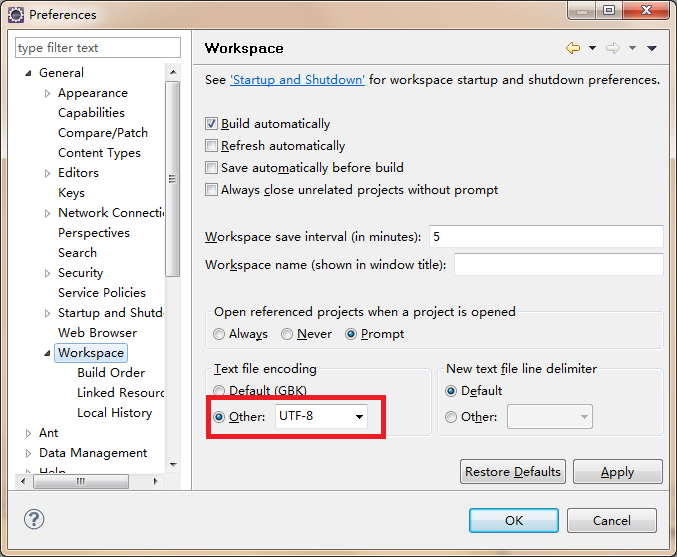 Preferences
type filter text
General
Appearance
Capabilities
Compare/Patch
Content Types
Editors
Keys
Network Connectio
Perspectives
Search
Security
Service Policies
Startup and Shutd
Web Browser
Workspace
Build Order
Linked Resour
Local History
Ant
Data Management
Help
Workspace
See 'Startup and Shutdown' for workspace startup and shutdown preferences.
Build automatically
Refresh automatically
Save automatically before build
Always close unrelated projects without prompt
Workspace save interval (in minutes): 5
Workspace name (shown in window title):
Open referenced projects when a project is opened
Always Never Prompt
Text file encoding
Default (GBK)
Other: UTF-8
New text file line delimiter
Default
Other:
Restore Defaults Apply
OK Cancel